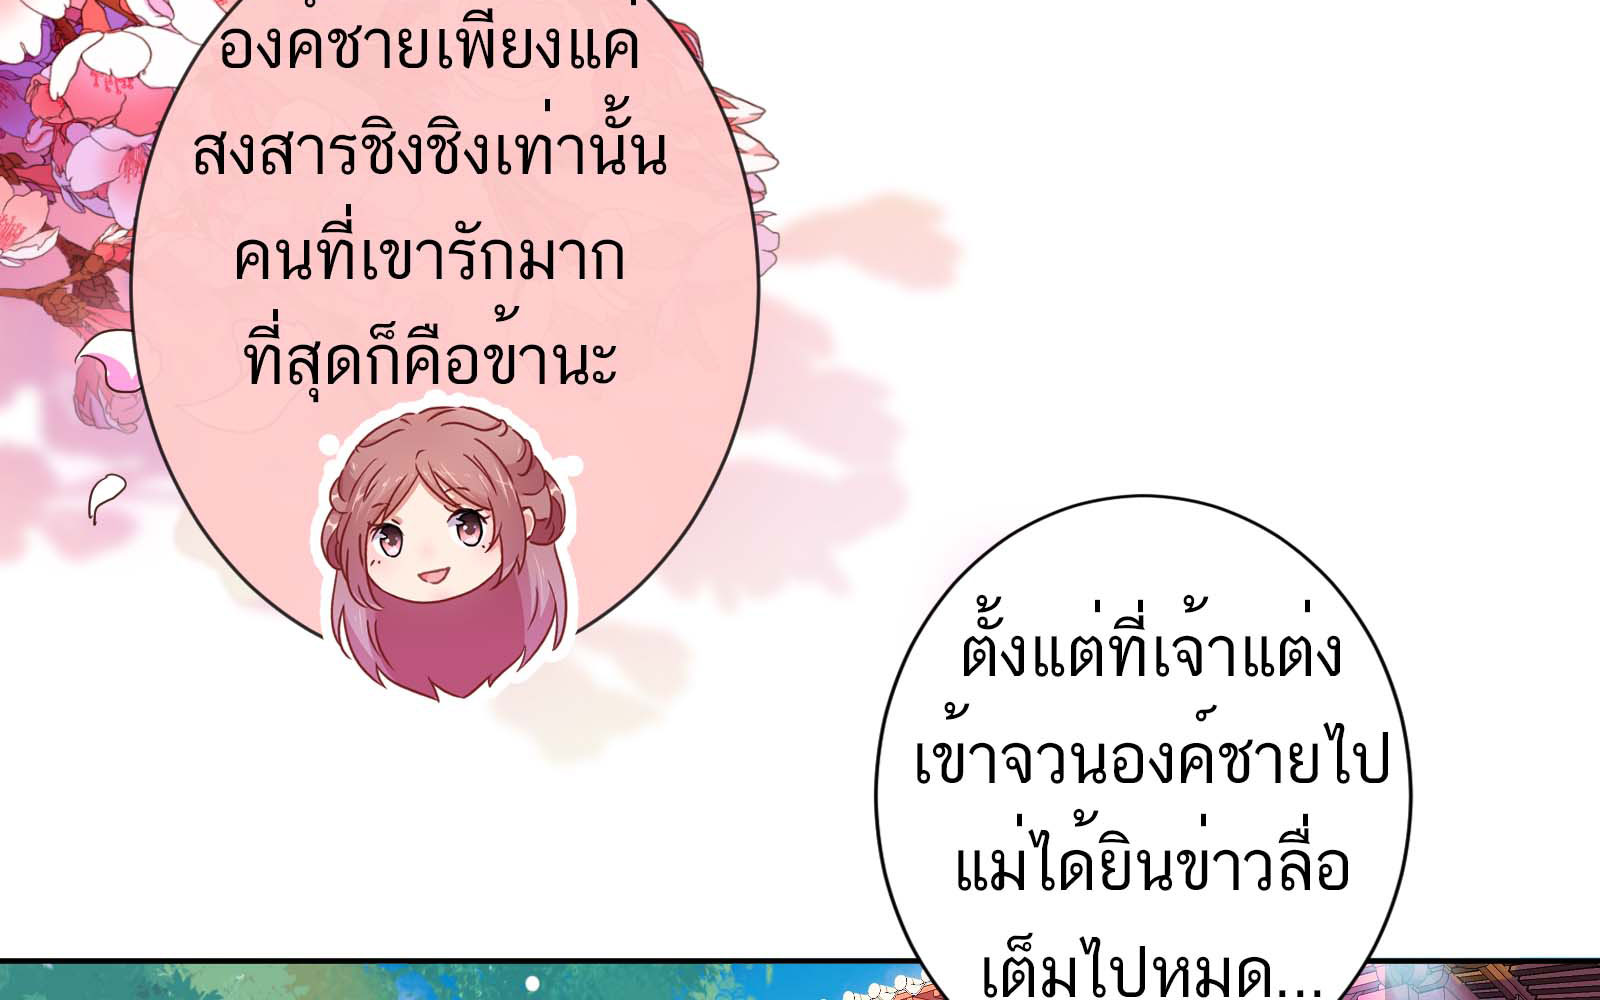 องค์ชายเพียงแค่
สงสารชิงชิงเท่านั้น
คนที่เขารักมาก
ที่สุดก็คือข้านะ
ตั้งแต่ที่เจ้าแต่ง
เข้าจวนองค์ชายไป
แม่ได้ยินข่าวลือ
เต็มไปหมด...